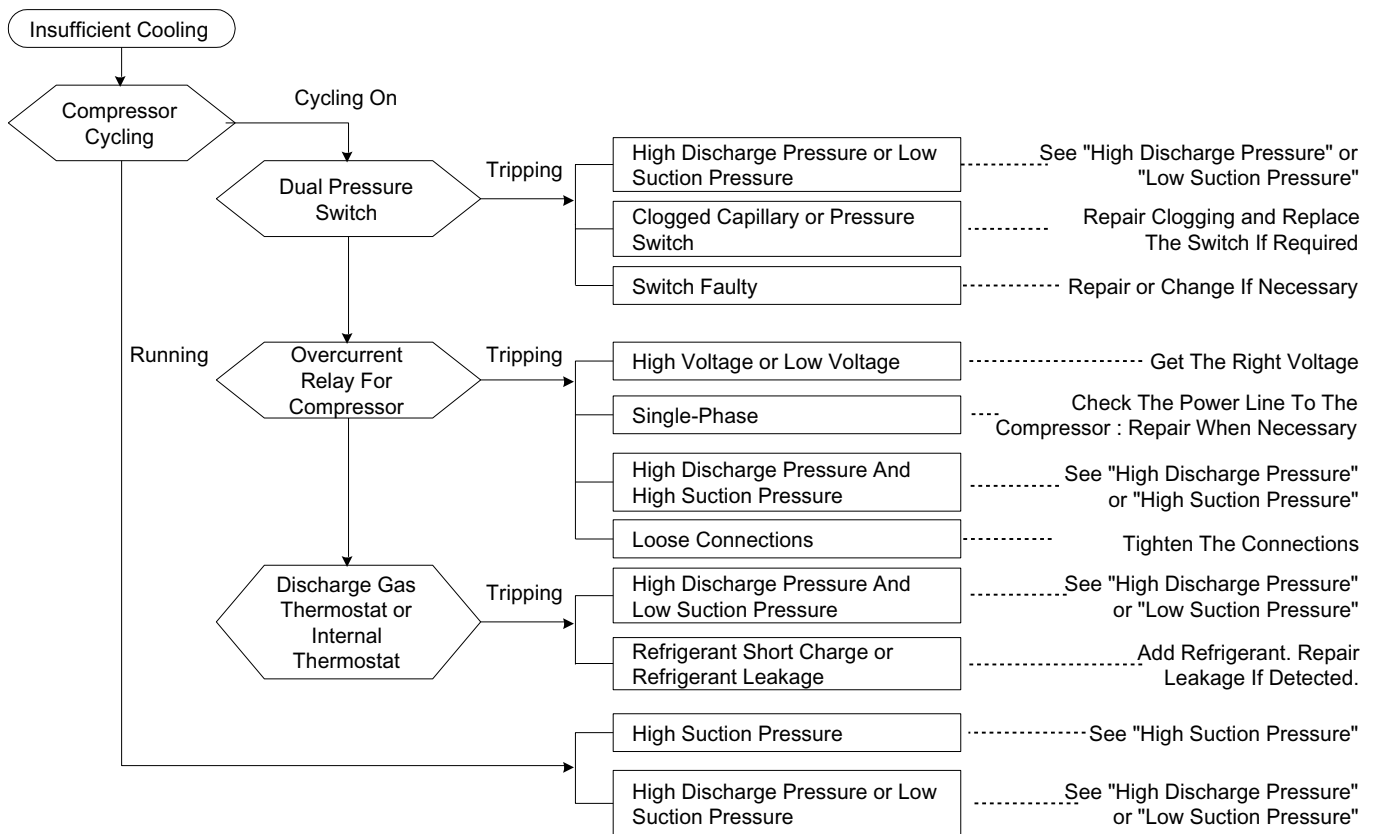 Insufficient Cooling
Compressor
Cycling
Cycling On
Dual Pressure
Switch
Tripping
High Discharge Pressure or Low
Suction Pressure
See "High Discharge Pressure" or
"Low Suction Pressure"
Clogged Capillary or Pressure
Switch
Repair Clogging and Replace
The Switch If Required
Switch Faulty
Repair or Change If Necessary
Running
Overcurrent
Relay For
Compressor
Tripping
High Voltage or Low Voltage
Get The Right Voltage
Single-Phase
Check The Power Line To The
Compressor : Repair When Necessary
High Discharge Pressure And
High Suction Pressure
See "High Discharge Pressure"
or "High Suction Pressure"
Loose Connections
Tighten The Connections
Discharge Gas
Thermostat or
Internal
Thermostat
Tripping
High Discharge Pressure And
Low Suction Pressure
See "High Discharge Pressure"
or "Low Suction Pressure"
Refrigerant Short Charge or
Refrigerant Leakage
Add Refrigerant. Repair
Leakage If Detected.
High Suction Pressure
See "High Suction Pressure"
High Discharge Pressure or Low
Suction Pressure
See "High Discharge Pressure"
or "Low Suction Pressure"